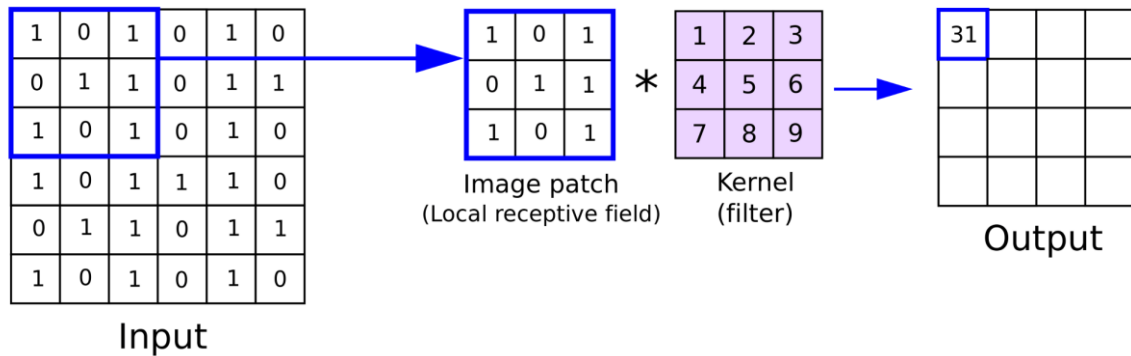 1 0 1 0 1 0
0 1 1 0 1 1
1 0 1 0 1 0
1 0 1 1 1 0
0 1 1 0 1 1
1 0 1 0 1 0
Input
1 0 1
0 1 1
1 0 1
Image patch
(Local receptive field)
*
1 2 3
4 5 6
7 8 9
Kernel
(filter)
31
Output